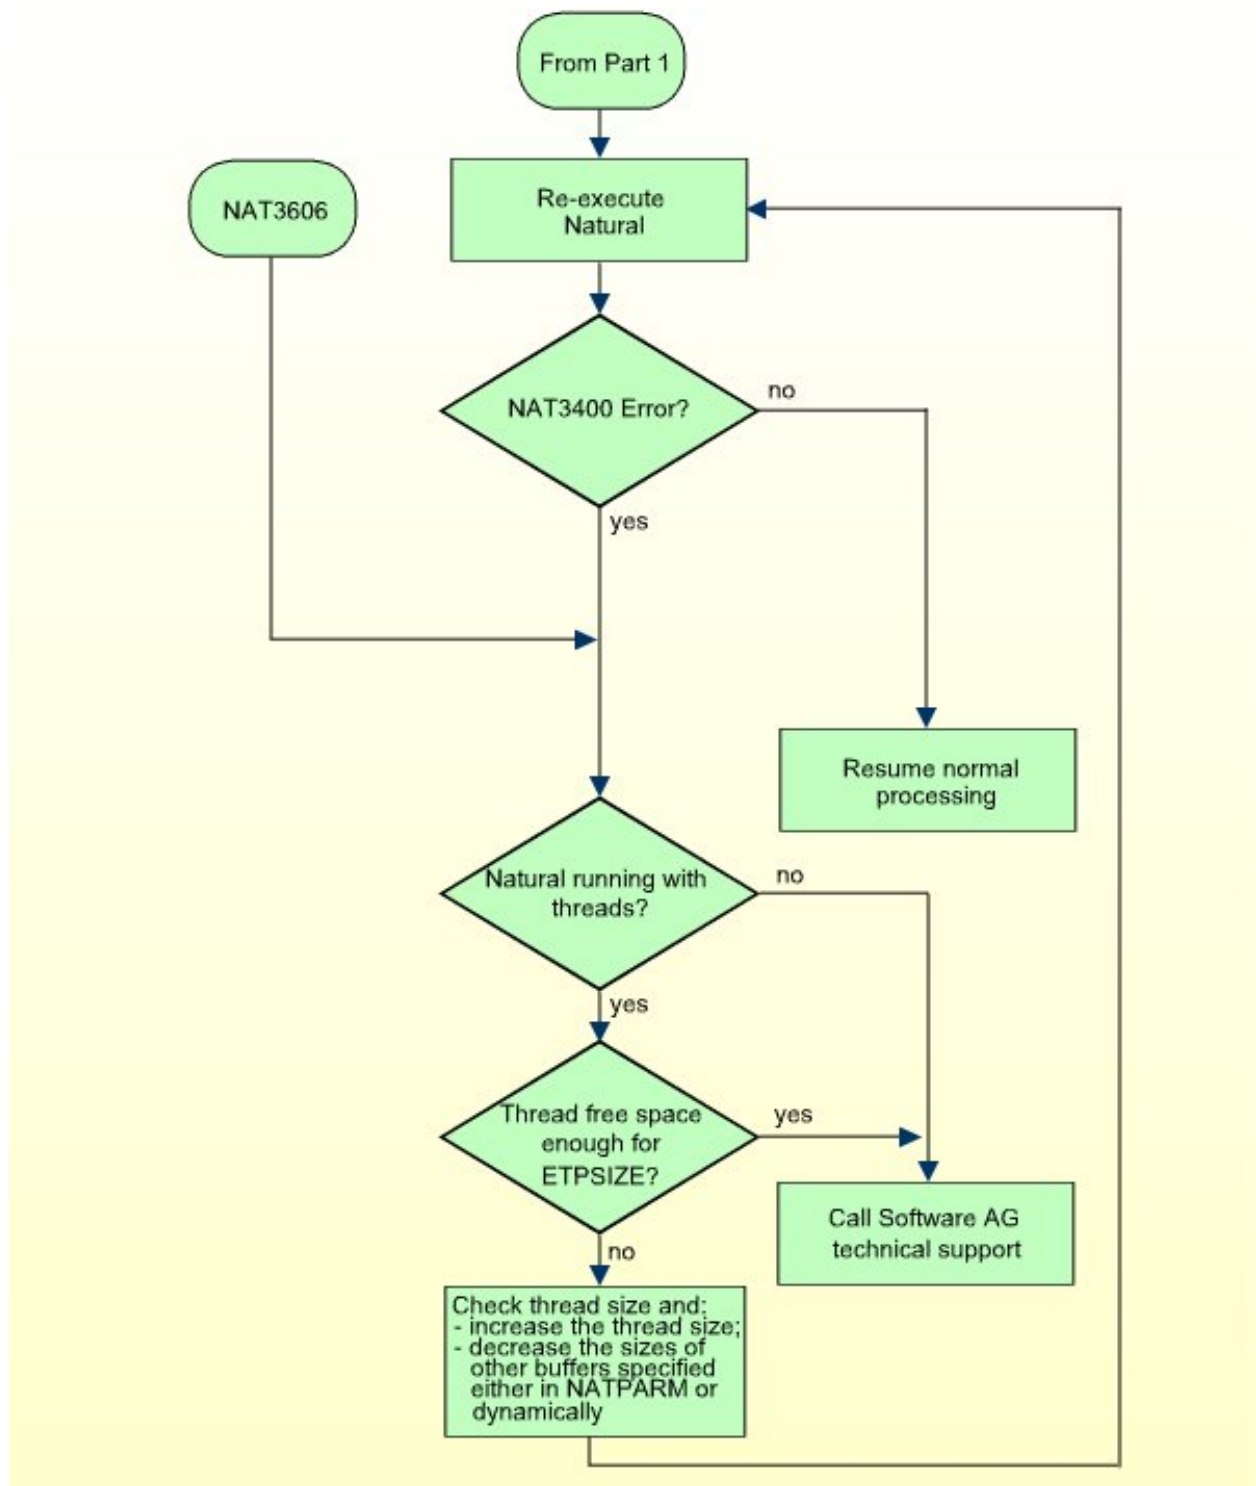 From Part 1
NAT3606
Re-execute
Natural
NAT3400 Error?
no
yes
Resume normal
processing
Natural running with
threads?
no
yes
Thread free space
enough for
ETPSIZE?
yes
no
Call Software AG
technical support
Check thread size and:
- increase the thread size;
- decrease the sizes of
other buffers specified
either in NATPARM or
dynamically